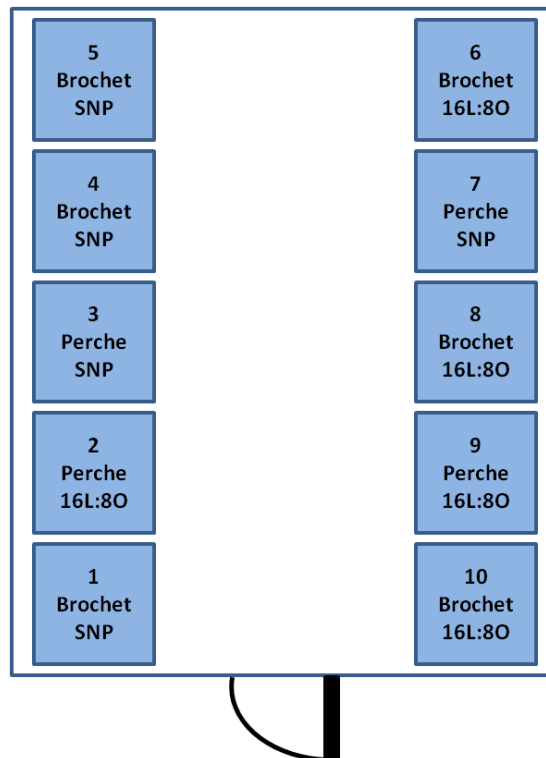 5
Brochet
SNP
4
Brochet
SNP
3
Perche
SNP
2
Perche
16L:8O
1
Brochet
SNP
6
Brochet
16L:8O
7
Perche
SNP
8
Brochet
16L:8O
9
Perche
16L:8O
10
Brochet
16L:8O